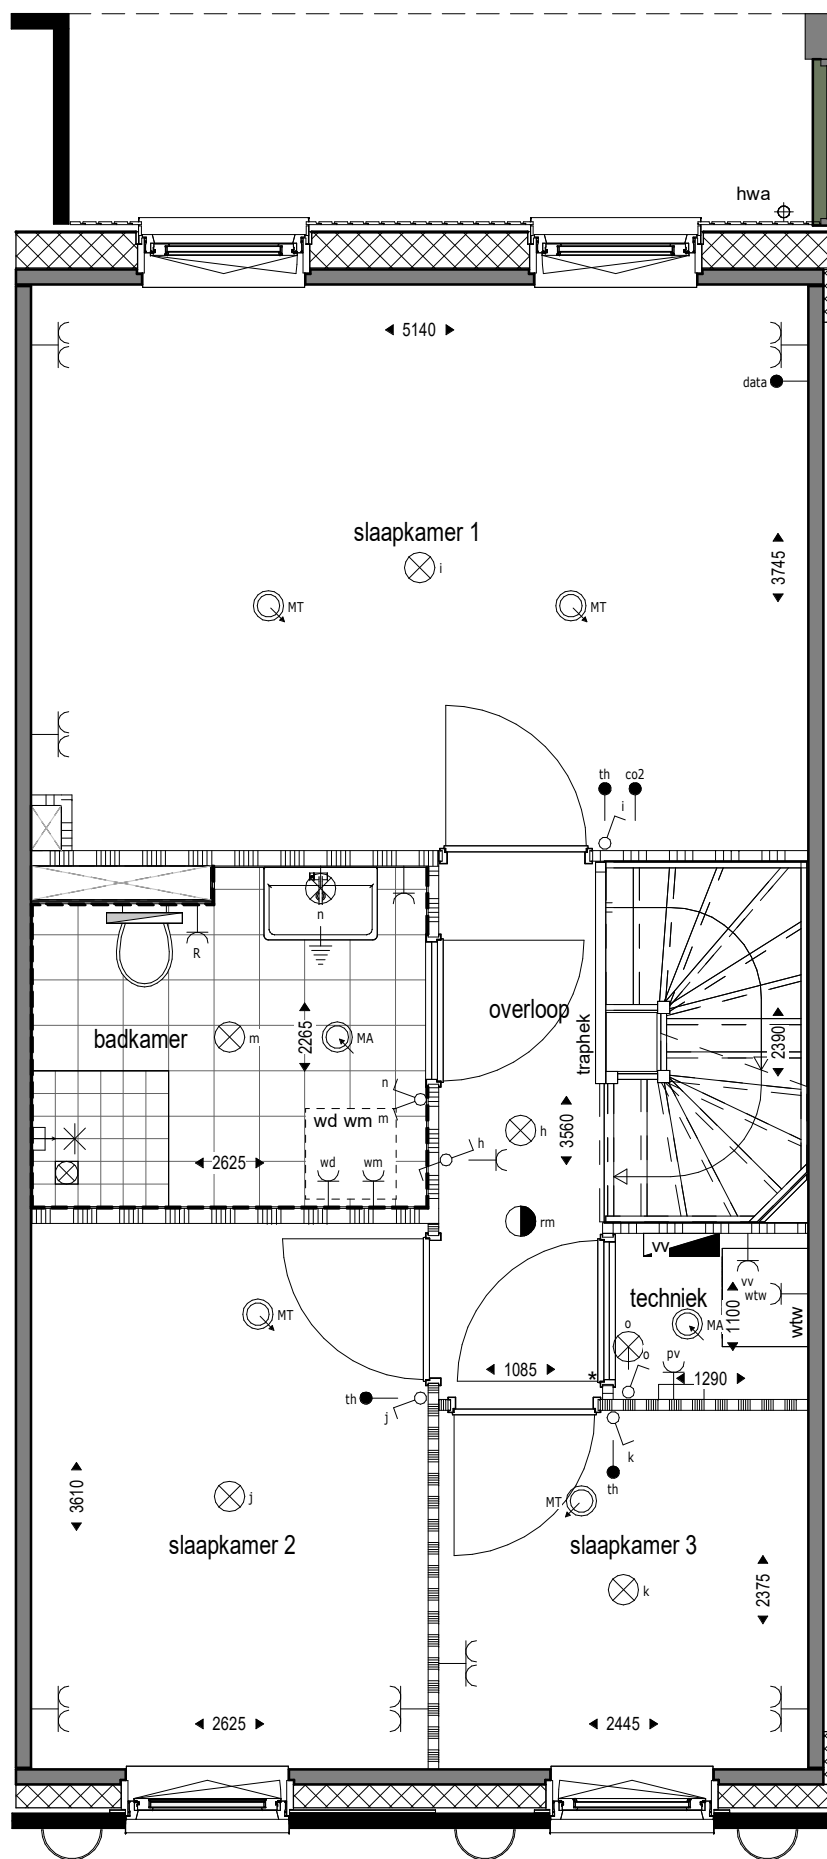 hwa
5140
data
slaapkamer 1
3745
i
MT
MT
th
co2
i
n
R
overloop
badkamer
m
2265
MA
traphek
2390
n
m
wd wm
h
3560
h
2625
wd
wm
rm
vv
vv
wtw
wtw
techniek
1100
MT
MA
o
o
pv
1085
*
1290
th
j
k
th
3610
j
MT
slaapkamer 2
slaapkamer 3
k
2375
2625
2445